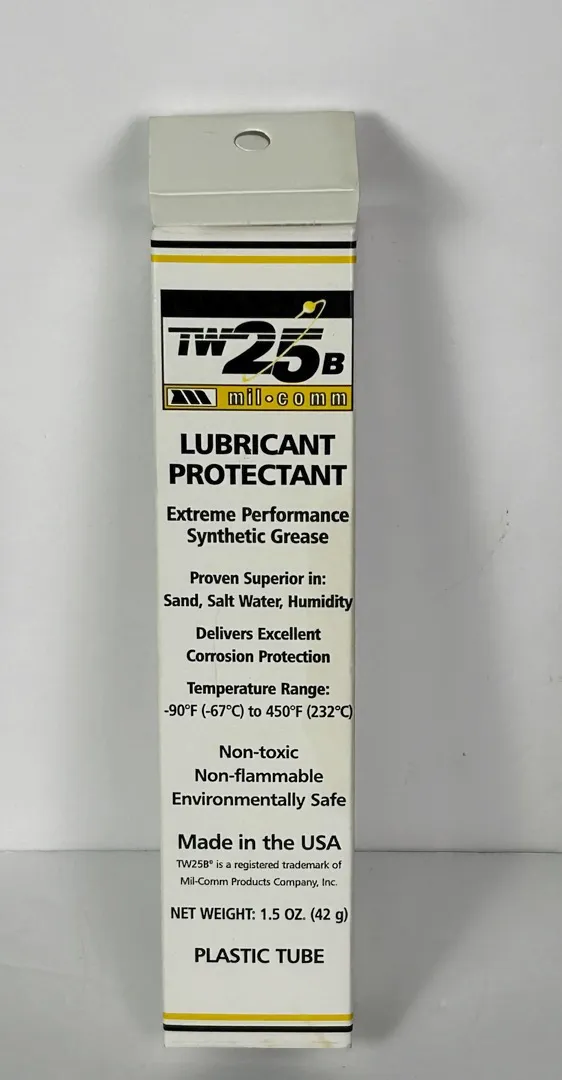 TW25B
mil•comm
LUBRICANT
PROTECTANT
Extreme Performance
Synthetic Grease
Proven Superior in:
Sand, Salt Water, Humidity
Delivers Excellent
Corrosion Protection
Temperature Range:
-90°F (-67°C) to 450°F (232°C)
Non-toxic
Non-flammable
Environmentally Safe
Made in the USA
TW25B® is a registered trademark of
Mil-Comm Products Company, Inc.
NET WEIGHT: 1.5 OZ. (42 g)
PLASTIC TUBE